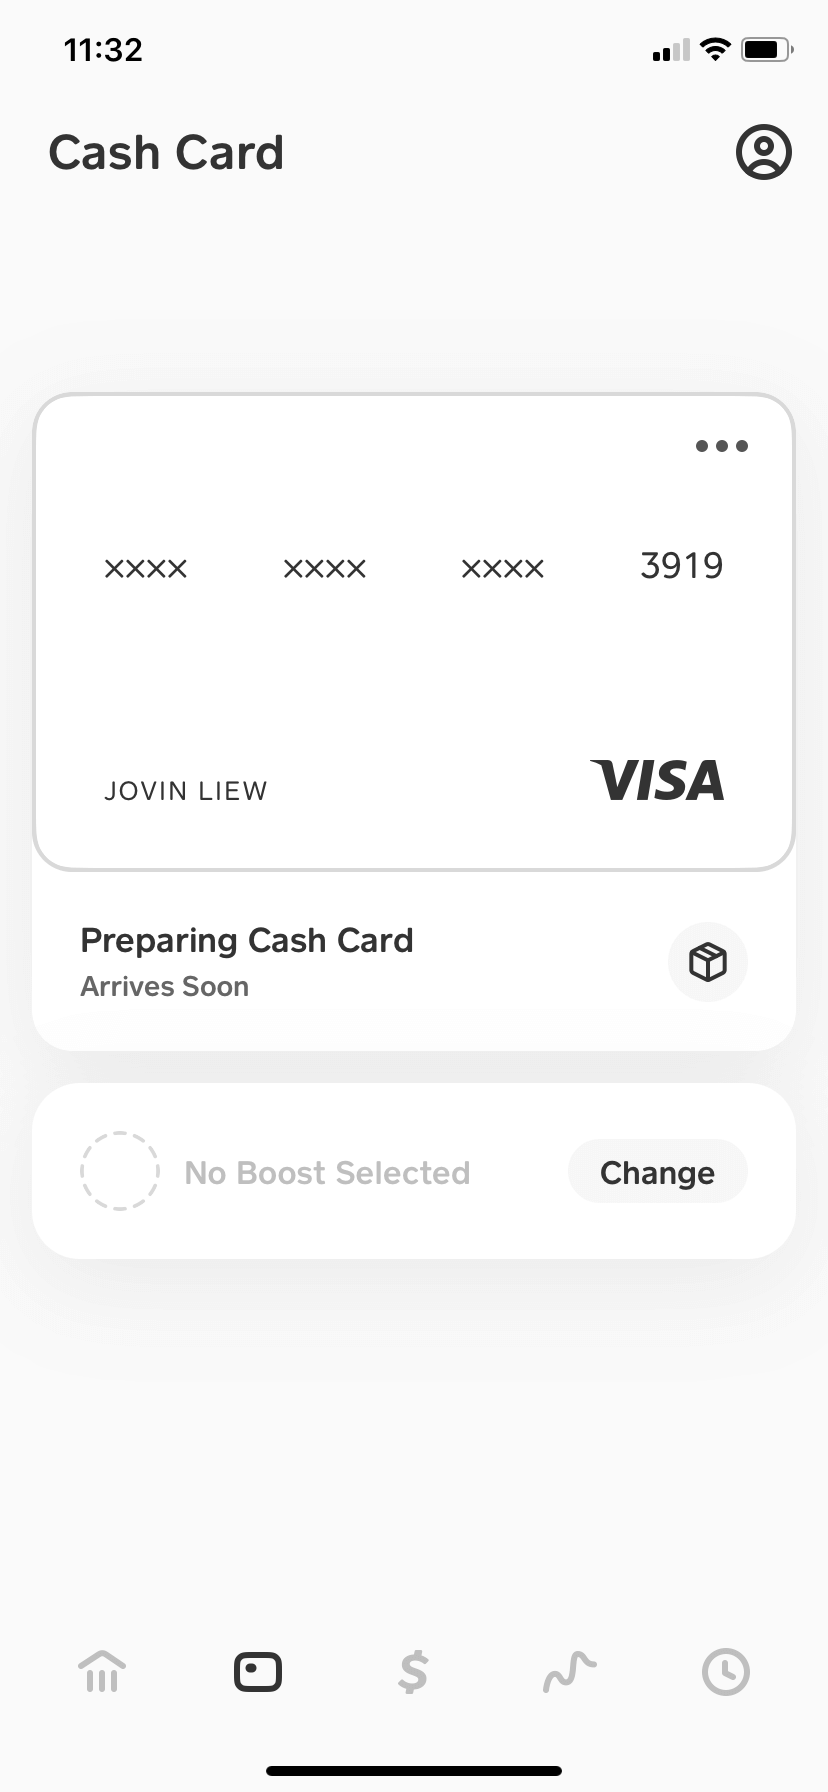 11:32
Cash Card
xxxx xxxx xxxx 3919
JOVIN LIEW VISA
Preparing Cash Card
Arrives Soon
No Boost Selected Change